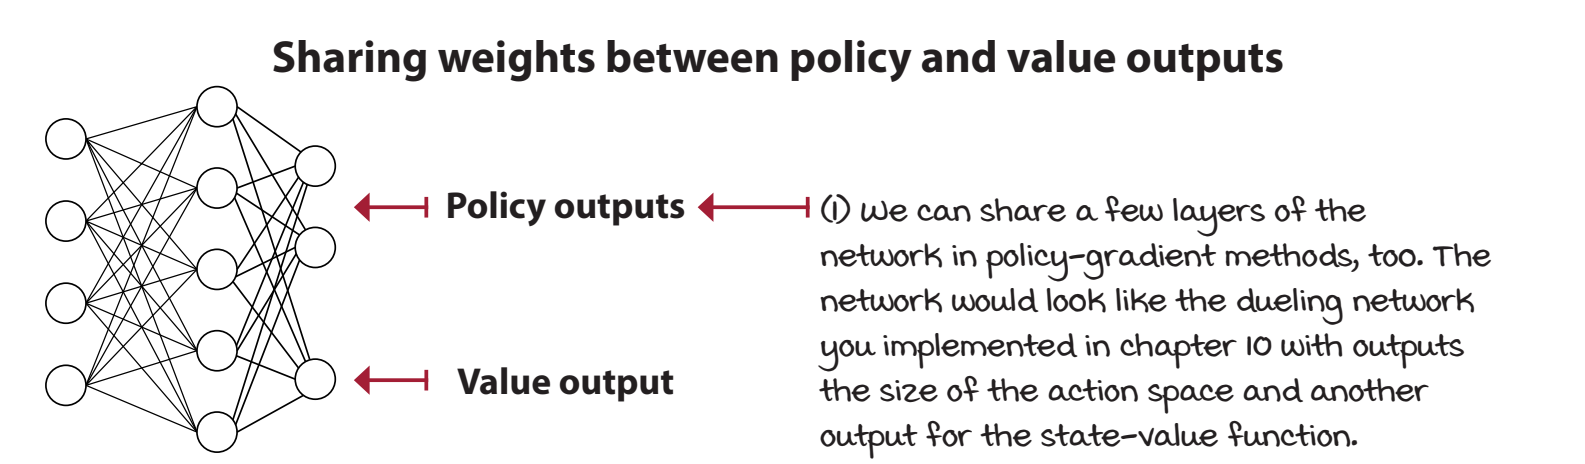 Sharing weights between policy and value outputs
Policy outputs
(1) We can share a few layers of the
network in policy-gradient methods, too. The
network would look like the dueling network
you implemented in chapter 10 with outputs
the size of the action space and another
output for the state-value function.
Value output